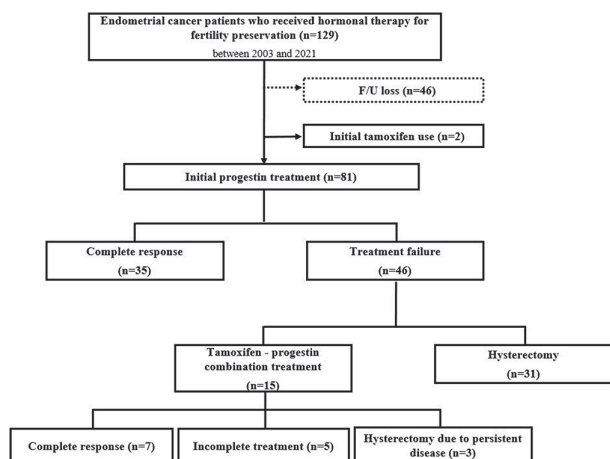 Endometrial cancer patients who received hormonal therapy for
fertility preservation (n=129)
between 2003 and 2021
F/U loss (n=46)
Initial tamoxifen use (n=2)
Initial progestin treatment (n=81)
Complete response
(n=35)
Treatment failure
(n=46)
Tamoxifen - progestin
combination treatment
(n=15)
Hysterectomy
(n=31)
Complete response (n=7)
Incomplete treatment (n=5)
Hysterectomy due to persistent
disease (n=3)